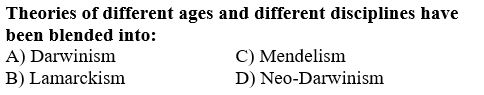 Theories of different ages and different disciplines have
been blended into:
A) Darwinism C) Mendelism
B) Lamarckism D) Neo-Darwinism